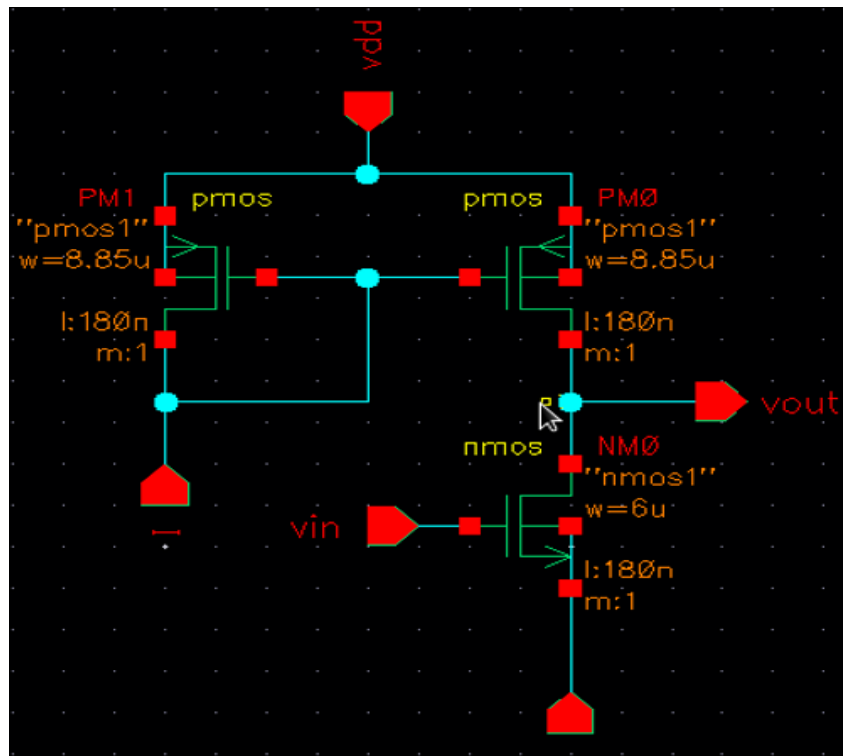 vdd
PM1
pmos
pmos
PM0
"pmos1"
"pmos1"
w=8.85u
w=8.85u
l:180n
l:180n
m:1
m:1
vout
nmos
NM0
"nmos1"
w=6u
vin
I
l:180n
m:1